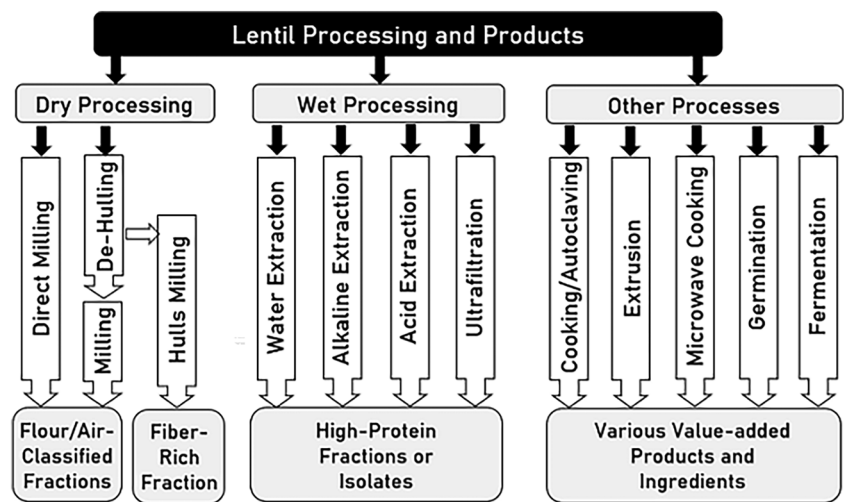 Lentil Processing and Products
Dry Processing
Wet Processing
Other Processes
Direct Milling
De-Hulling
Milling
Hulls Milling
Water Extraction
Alkaline Extraction
Acid Extraction
Ultrafiltration
Cooking/Autoclaving
Extrusion
Microwave Cooking
Germination
Fermentation
Flour/Air-
Classified
Fractions
Fiber-
Rich
Fraction
High-Protein
Fractions or
Isolates
Various Value-added
Products and
Ingredients